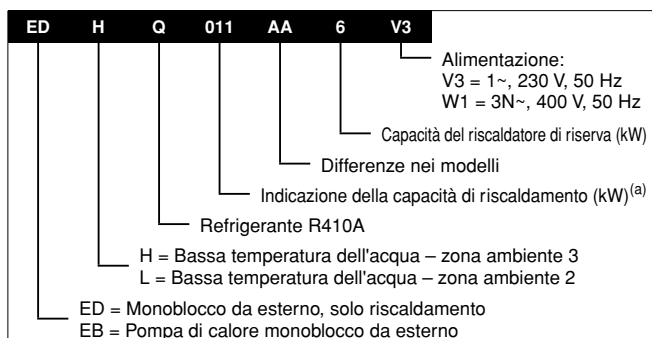 ED H Q 011 AA 6 V3
Alimentazione:
V3 = 1~, 230 V, 50 Hz
W1 = 3N~, 400 V, 50 Hz
Capacità del riscaldatore di riserva (kW)
Differenze nei modelli
Indicazione della capacità di riscaldamento (kW)(a)
Refrigerante R410A
H = Bassa temperatura dell'acqua – zona ambiente 3
L = Bassa temperatura dell'acqua – zona ambiente 2
ED = Monoblocco da esterno, solo riscaldamento
EB = Pompa di calore monoblocco da esterno